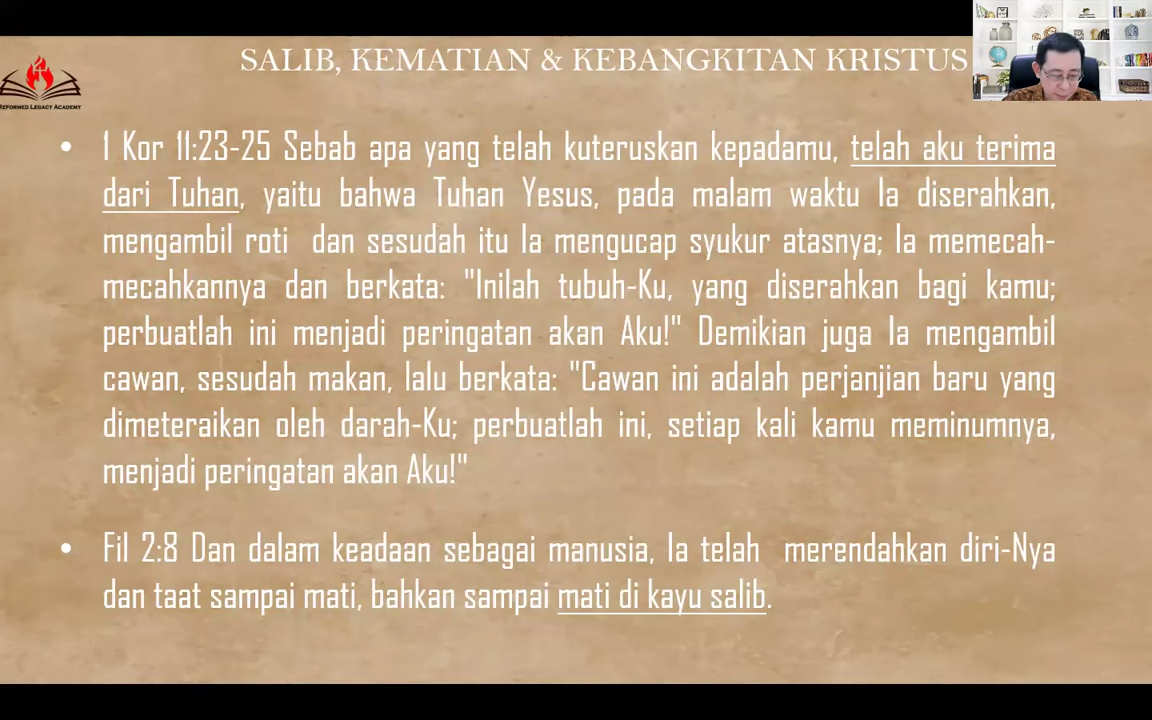 SALIB, KEMATIAN & KEBANGKITAN KRISTUS
REFORMED LEGACY ACADEMY
• 1 Kor 11:23-25 Sebab apa yang telah kuteruskan kepadamu, telah aku terima
dari Tuhan, yaitu bahwa Tuhan Yesus, pada malam waktu Ia diserahkan,
mengambil roti dan sesudah itu Ia mengucap syukur atasnya; Ia memecah-
mecahkannya dan berkata: "Inilah tubuh-Ku, yang diserahkan bagi kamu;
perbuatlah ini menjadi peringatan akan Aku!" Demikian juga Ia mengambil
cawan, sesudah makan, lalu berkata: "Cawan ini adalah perjanjian baru yang
dimeteraikan oleh darah-Ku; perbuatlah ini, setiap kali kamu meminumnya,
menjadi peringatan akan Aku!"
• Fil 2:8 Dan dalam keadaan sebagai manusia, Ia telah merendahkan diri-Nya
dan taat sampai mati, bahkan sampai mati di kayu salib.